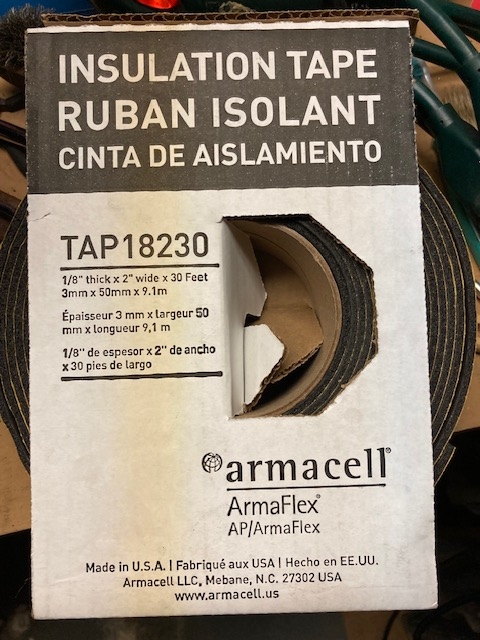 INSULATION TAPE
RUBAN ISOLANT
CINTA DE AISLAMIENTO
TAP18230
1/8" thick x 2" wide x 30 Feet
3mm x 50mm x 9.1m
Épaisseur 3 mm x largeur 50
mm x longueur 9,1 m
1/8" de espesor x 2" de ancho
x 30 pies de largo
armacell®
ArmaFlex®
AP/ArmaFlex
Made in U.S.A. | Fabriqué aux USA | Hecho en EE.UU.
Armacell LLC, Mebane, N.C. 27302 USA
www.armacell.us